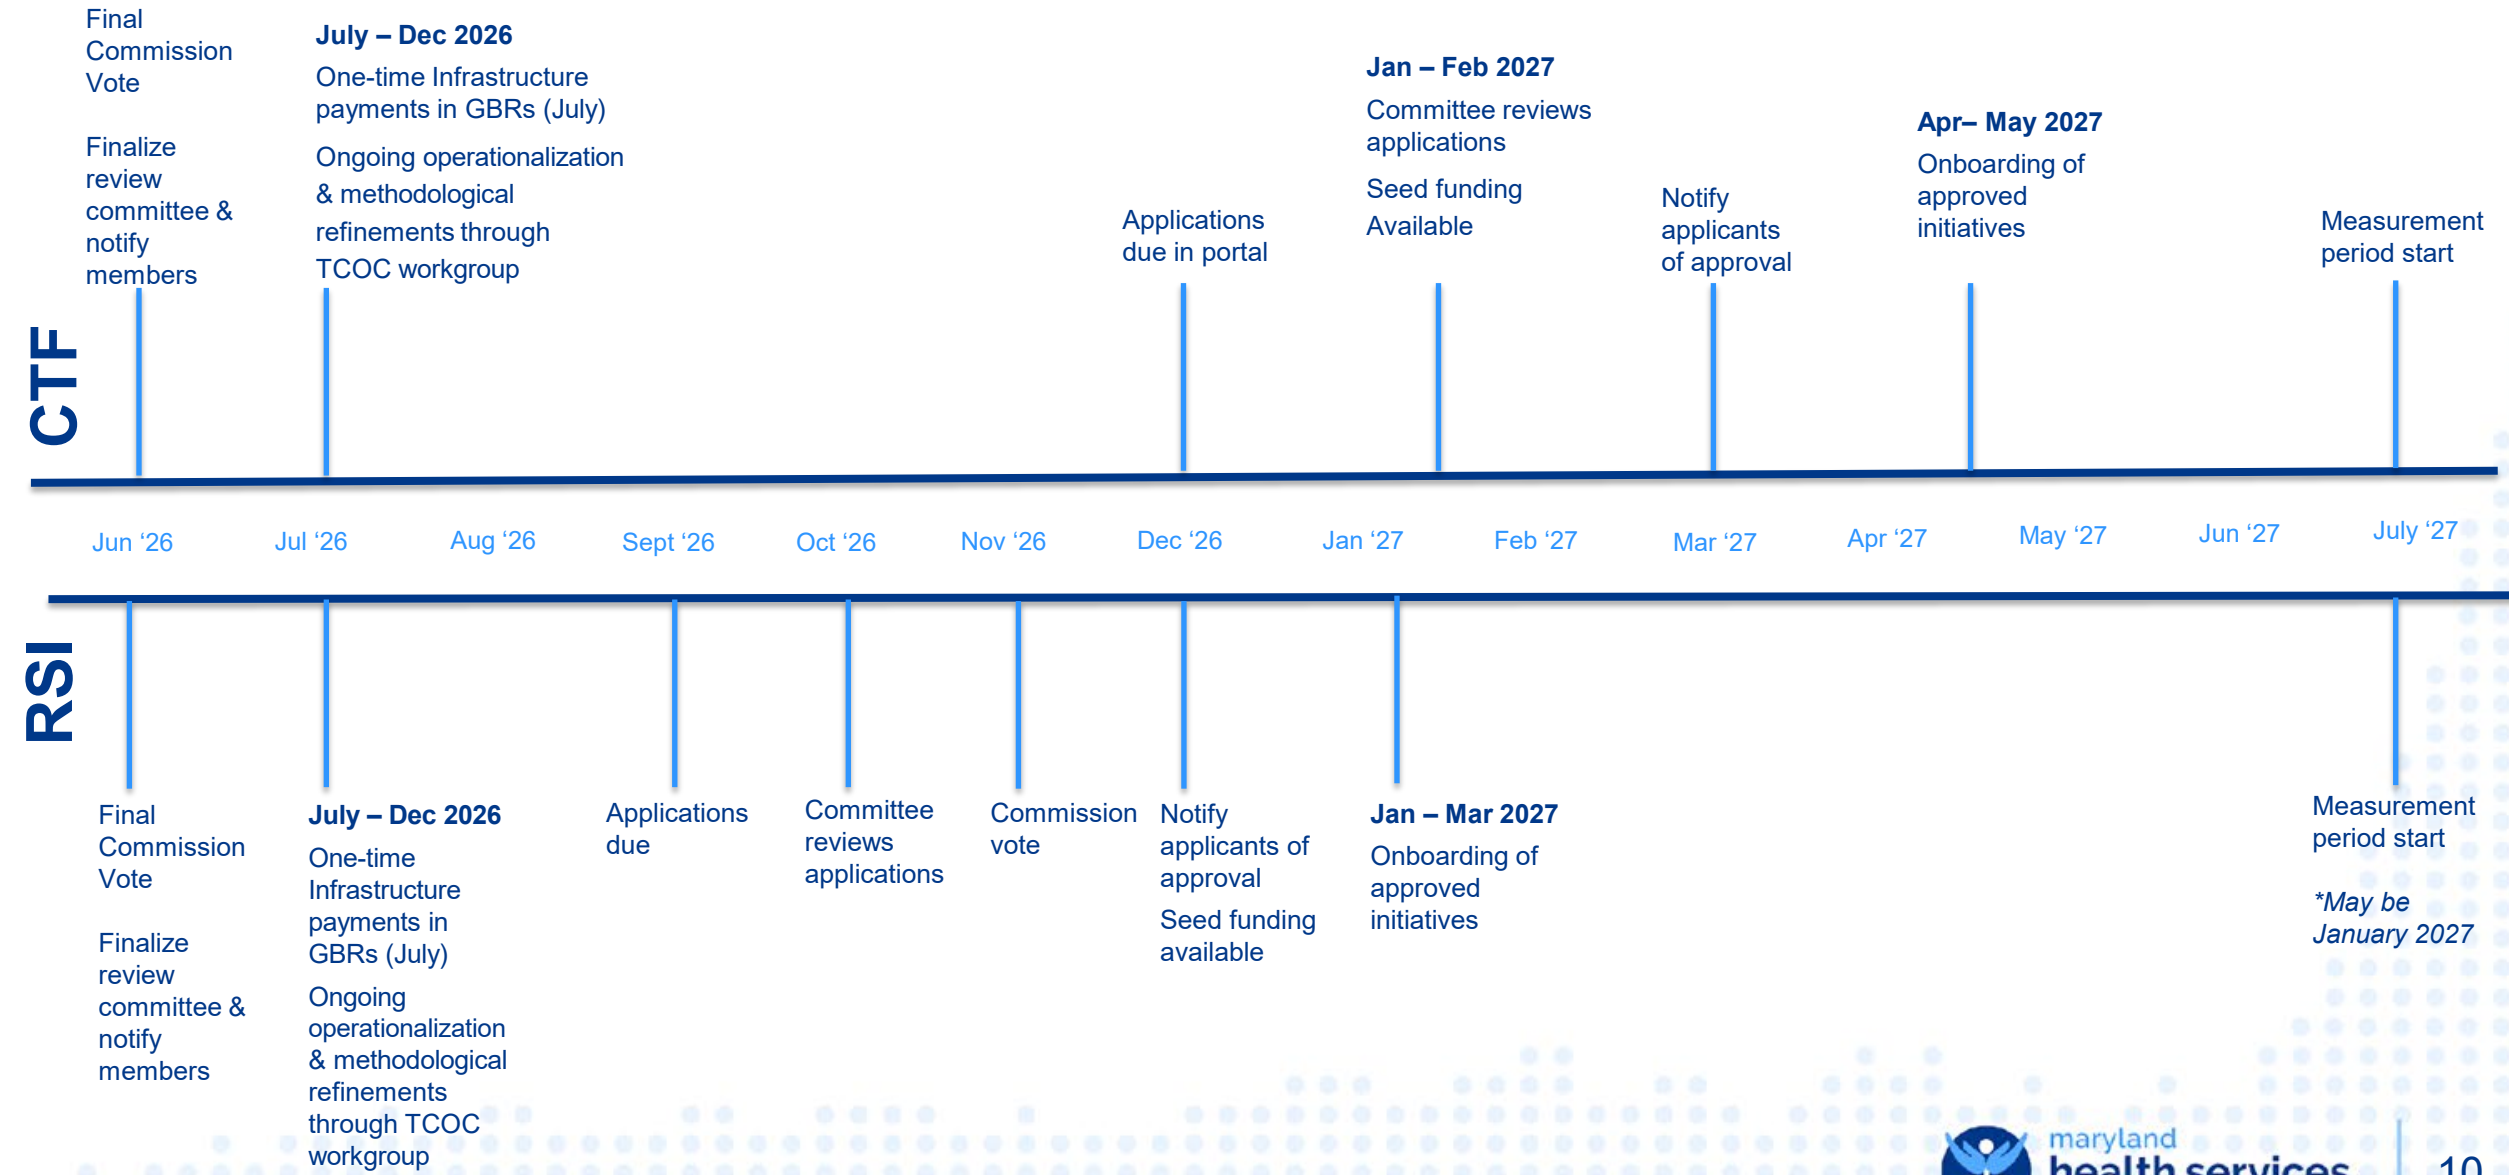 Final
Commission
Vote
Finalize
review
committee &
notify
members
July – Dec 2026
One-time Infrastructure
payments in GBRs (July)
Ongoing operationalization
& methodological
refinements through
TCOC workgroup
Applications
due in portal
Jan – Feb 2027
Committee reviews
applications
Seed funding
Available
Notify
applicants
of approval
Apr– May 2027
Onboarding of
approved
initiatives
Measurement
period start
CTF
Jun ‘26
Jul ‘26
Aug ‘26
Sept ‘26
Oct ‘26
Nov ‘26
Dec ‘26
Jan ‘27
Feb ‘27
Mar ‘27
Apr ‘27
May ‘27
Jun ‘27
July ‘27
RSI
Final
Commission
Vote
Finalize
review
committee &
notify
members
July – Dec 2026
One-time
Infrastructure
payments in
GBRs (July)
Ongoing
operationalization
& methodological
refinements
through TCOC
workgroup
Applications
due
Committee
reviews
applications
Commission
vote
Notify
applicants of
approval
Seed funding
available
Jan – Mar 2027
Onboarding of
approved
initiatives
Measurement
period start
*May be
January 2027
maryland
health services
10